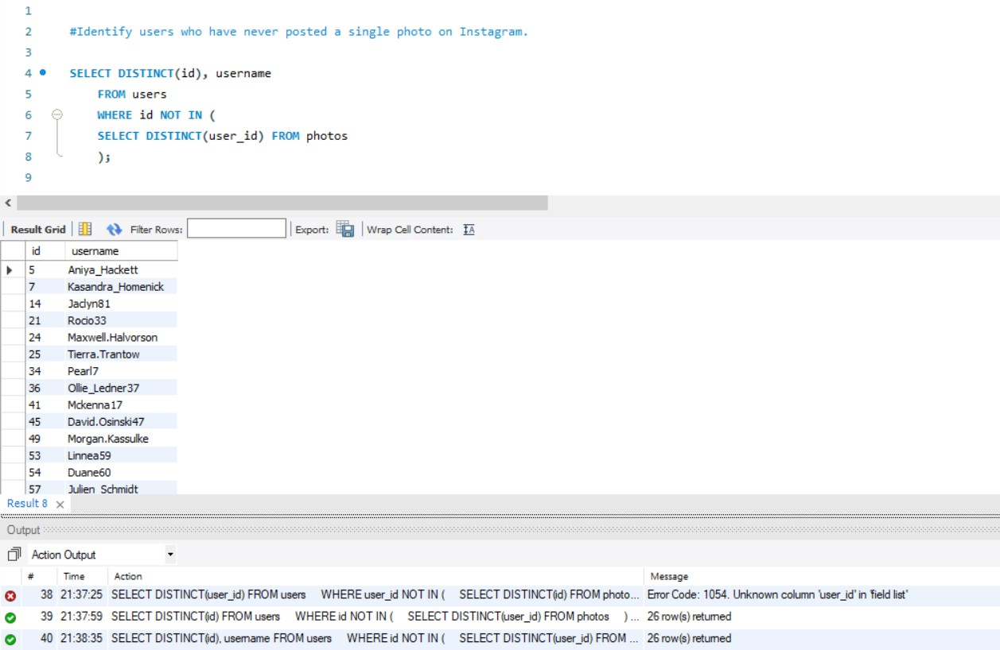 1
2 #Identify users who have never posted a single photo on Instagram.
3
4 SELECT DISTINCT(id), username
5 FROM users
6 WHERE id NOT IN (
7 SELECT DISTINCT(user_id) FROM photos
8 );
9
Result Grid Filter Rows: Export: Wrap Cell Content: IA
id username
5 Aniya_Hackett
7 Kasandra_Homenick
14 Jaclyn81
21 Rocio33
24 Maxwell.Halvorson
25 Tierra.Trantow
34 Pearl7
36 Ollie_Ledner37
41 Mckenna17
45 David.Osinski47
49 Morgan.Kassulke
53 Linnea59
54 Duane60
57 Julien_Schmidt
Result 8
Output
Action Output
# Time Action Message
38 21:37:25 SELECT DISTINCT(user_id) FROM users WHERE user_id NOT IN ( SELECT DISTINCT(id) FROM photo... Error Code: 1054. Unknown column 'user_id' in 'field list'
39 21:37:59 SELECT DISTINCT(id) FROM users WHERE id NOT IN ( SELECT DISTINCT(user_id) FROM photos ) ... 26 row(s) returned
40 21:38:35 SELECT DISTINCT(id), username FROM users WHERE id NOT IN ( SELECT DISTINCT(user_id) FROM ... 26 row(s) returned